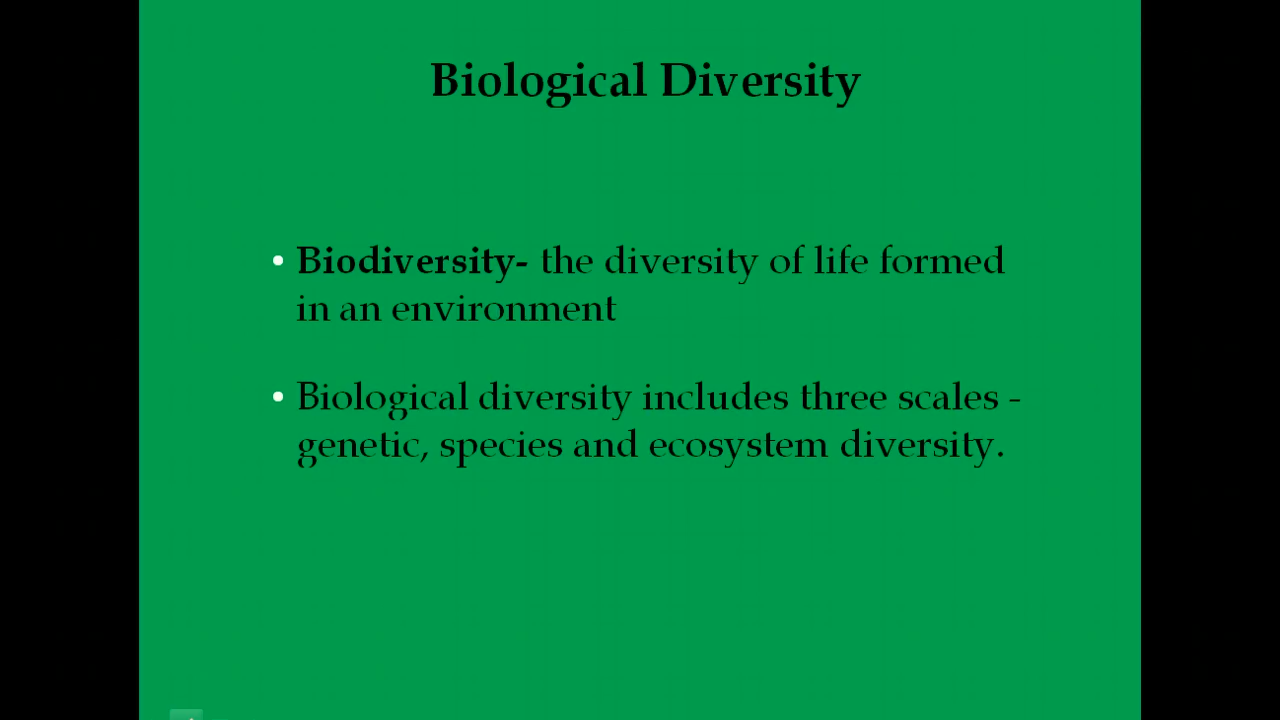 Biological Diversity
• Biodiversity- the diversity of life formed
in an environment
• Biological diversity includes three scales -
genetic, species and ecosystem diversity.